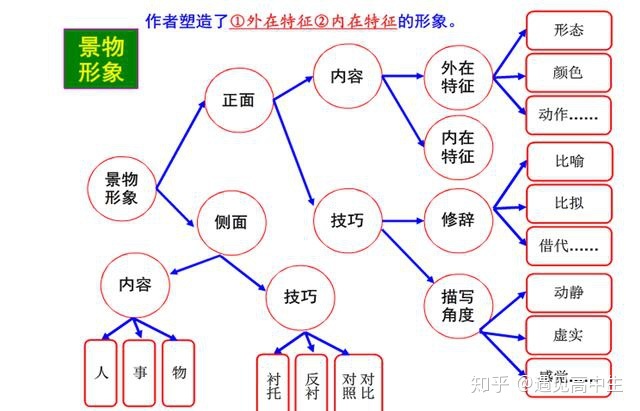 作者塑造了①外在特征②内在特征的形象。
景物
形象
景物
形象
正面
内容
外在
特征
形态
颜色
动作……
内在
特征
技巧
修辞
比喻
比拟
借代……
描写
角度
动静
虚实
感觉……
侧面
内容
人
事
物
技巧
衬托
反衬
对照
对比
知乎 @遇见高中生